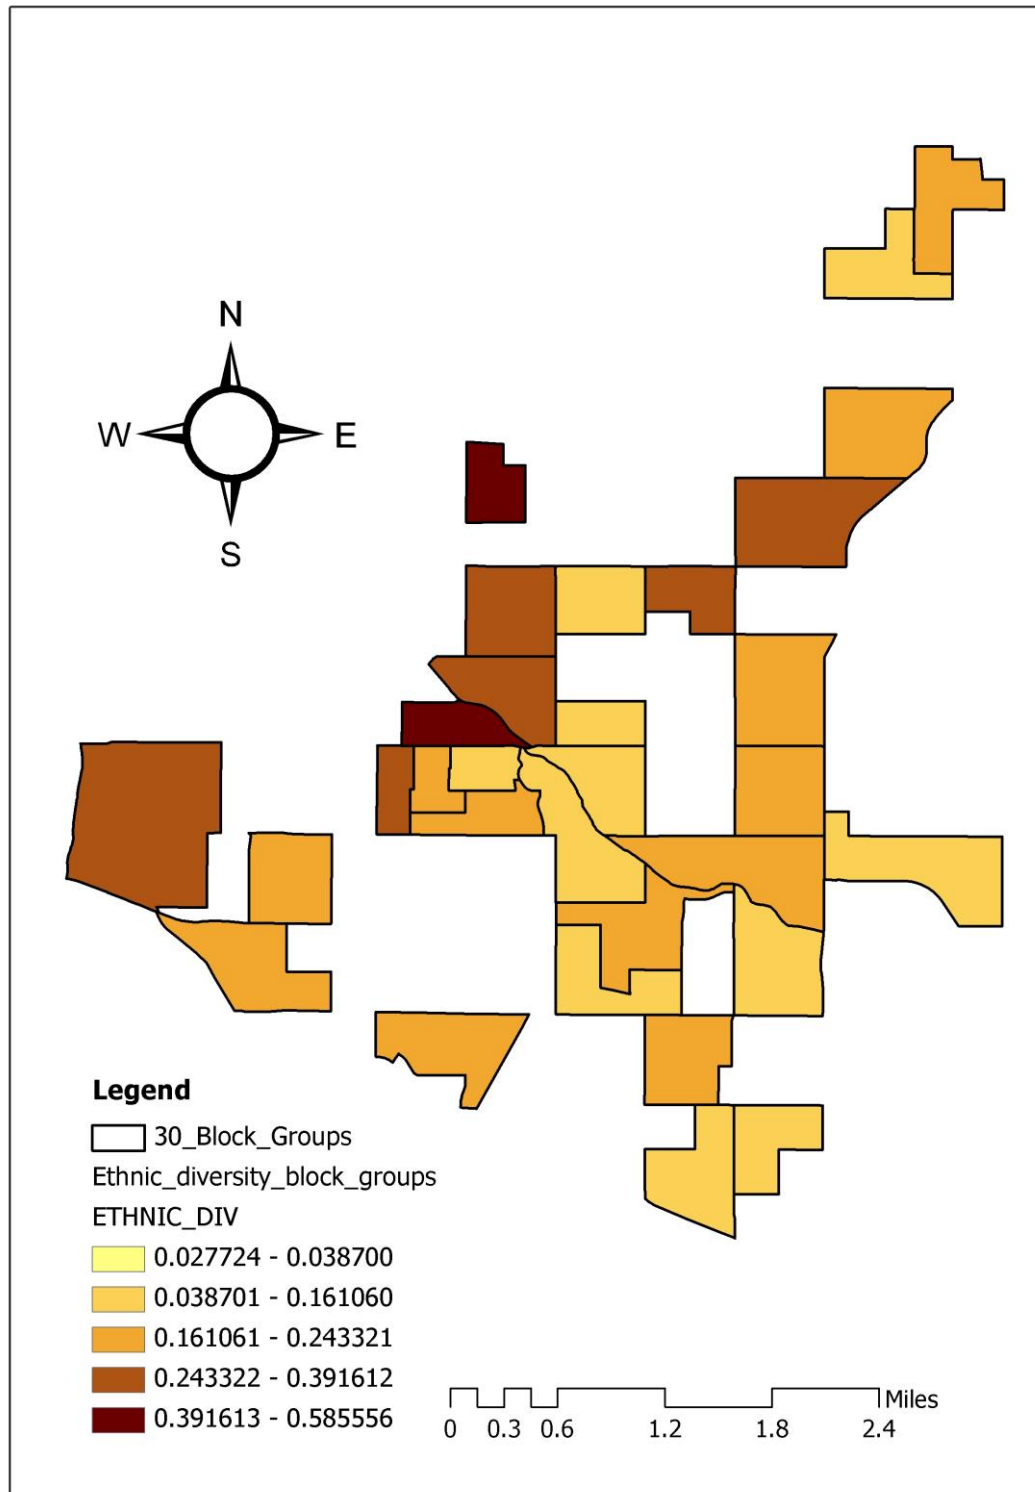 N
W E
S
Legend
30_Block_Groups
Ethnic_diversity_block_groups
ETHNIC_DIV
0.027724 - 0.038700
0.038701 - 0.161060
0.161061 - 0.243321
0.243322 - 0.391612
0.391613 - 0.585556
Miles
0 0.3 0.6 1.2 1.8 2.4